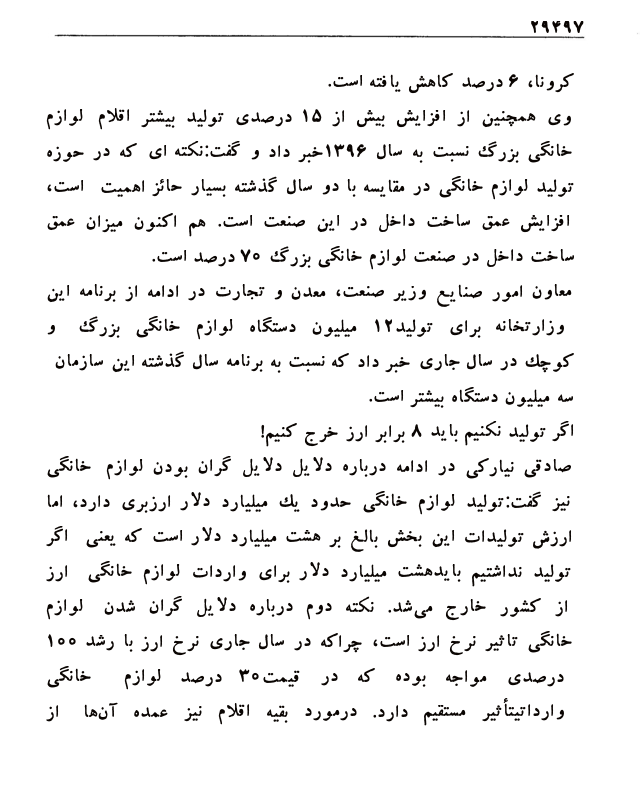 ۲۹۴۹۷
کرونا، ۶ درصد کاهش یافته است.
وی همچنین از افزایش بیش از ۱۵ درصدی تولید بیشتر اقلام لوازم
خانگی بزرگ نسبت به سال ۱۳۹۶خبر داد و گفت:نکته ای که در حوزه
تولید لوازم خانگی در مقایسه با دو سال گذشته بسیار حائز اهمیت است،
افزایش عمق ساخت داخل در این صنعت است. هم اکنون میزان عمق
ساخت داخل در صنعت لوازم خانگی بزرگ ۷۰ درصد است.
معاون امور صنایع وزیر صنعت، معدن و تجارت در ادامه از برنامه این
وزارتخانه برای تولید۱۲ میلیون دستگاه لوازم خانگی بزرگ و
کوچک در سال جاری خبر داد که نسبت به برنامه سال گذشته این سازمان
سه میلیون دستگاه بیشتر است.
اگر تولید نکنیم باید ۸ برابر ارز خرج کنیم!
صادقی نیارکی در ادامه درباره دلایل دلایل گران بودن لوازم خانگی
نیز گفت:تولید لوازم خانگی حدود یک میلیارد دلار ارزبری دارد، اما
ارزش تولیدات این بخش بالغ بر هشت میلیارد دلار است که یعنی اگر
تولید نداشتیم بایدهشت میلیارد دلار برای واردات لوازم خانگی ارز
از کشور خارج می‌شد. نکته دوم درباره دلایل گران شدن لوازم
خانگی تاثیر نرخ ارز است، چراکه در سال جاری نرخ ارز با رشد ۱۰۰
درصدی مواجه بوده که در قیمت۳۰ درصد لوازم خانگی
وارداتیتأثیر مستقیم دارد. درمورد بقیه اقلام نیز عمده آن‌ها از